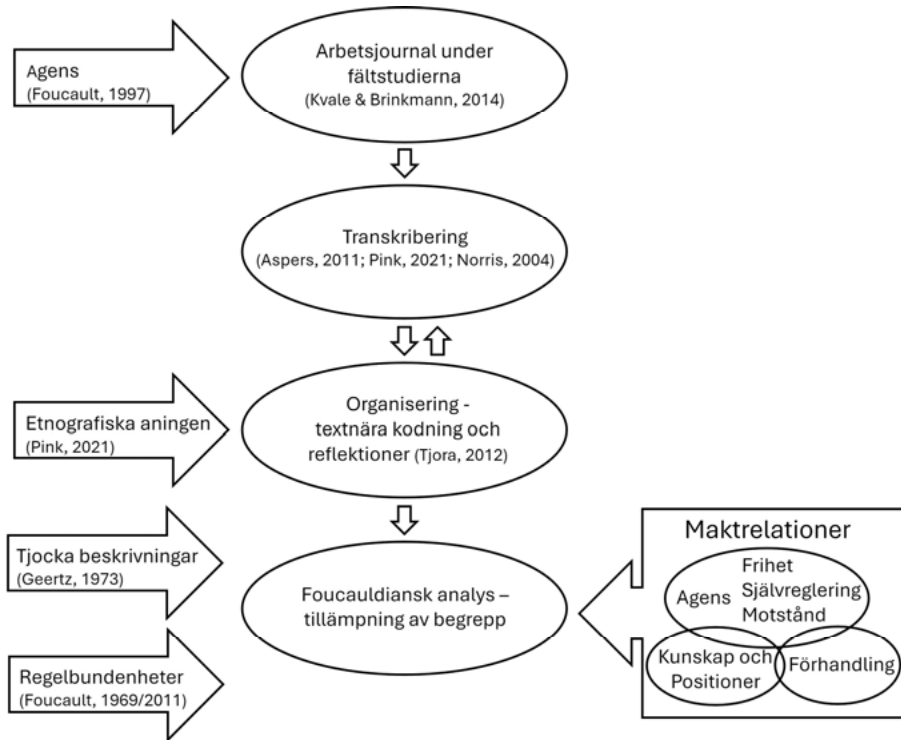 Agens
(Foucault, 1997)
Arbetsjournal under
fältstudierna
(Kvale & Brinkmann, 2014)
Transkribering
(Aspers, 2011; Pink, 2021; Norris, 2004)
Etnografiska aningen
(Pink, 2021)
Organisering -
textnära kodning och
reflektioner (Tjora, 2012)
Tjocka beskrivningar
(Geertz, 1973)
Regelbundenheter
(Foucault, 1969/2011)
Foucauldiansk analys –
tillämpning av begrepp
Maktrelationer
Agens
Frihet
Självreglering
Motstånd
Kunskap och
Positioner
Förhandling